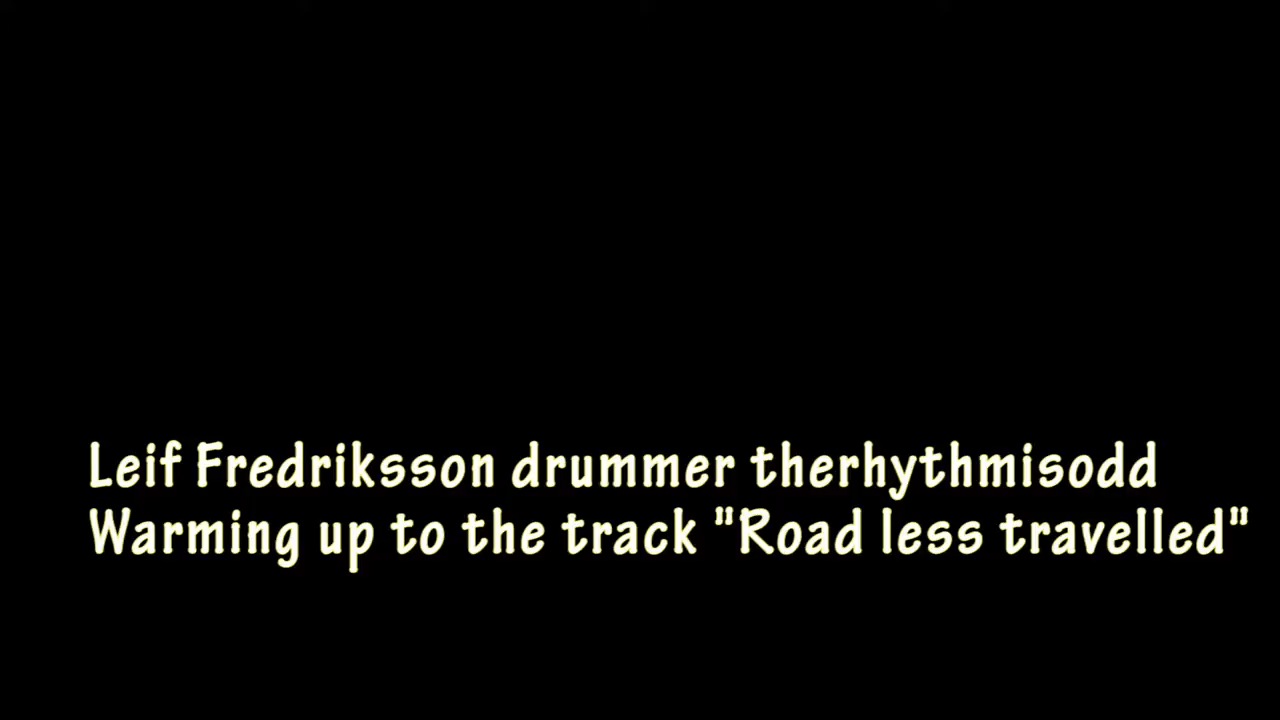 Leif Fredriksson drummer therhythmisodd
Warming up to the track "Road less travelled"